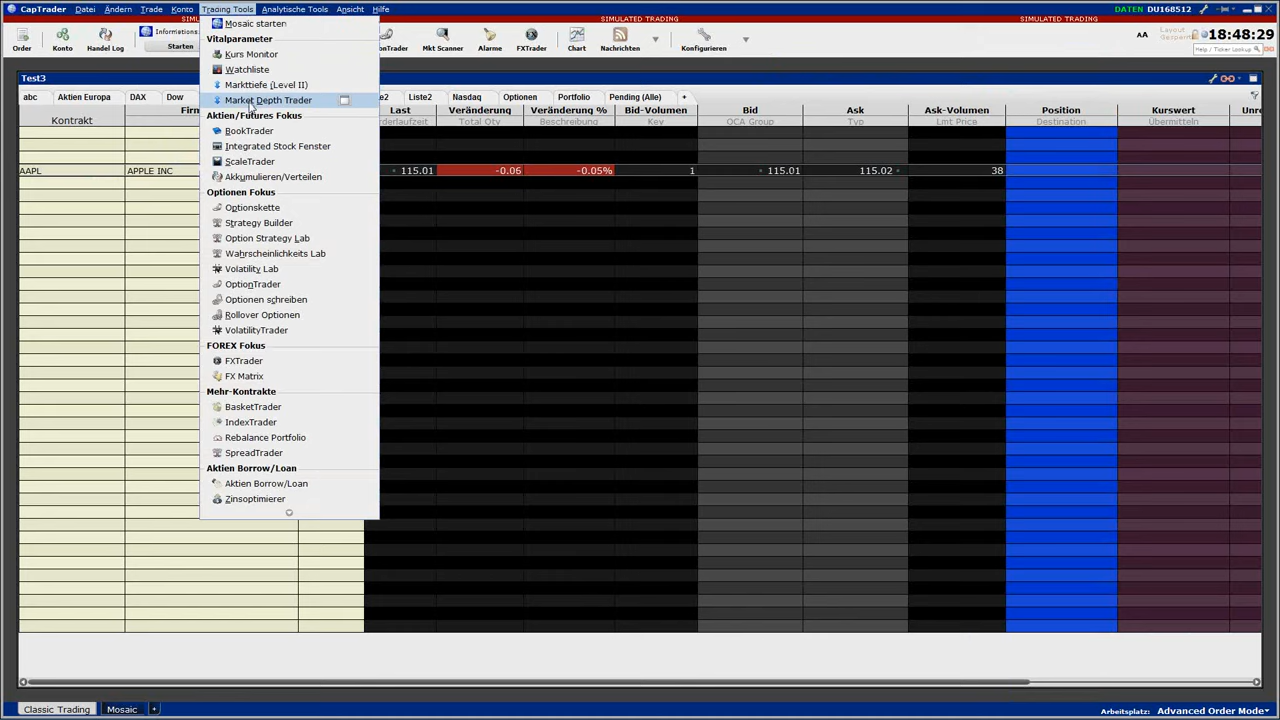 CapTrader Datei Ändern Trade Konto Trading Tools Analytische Tools Ansicht Hilfe DATEN DU168512
SIMULATED TRADING SIMULATED TRADING
Order Konto Handel Log Informations: Starten Mosaic starten
Trader Mkt Scanner Alarme FXTrader Chart Nachrichten Konfigurieren AA 18:48:29
Help / Ticker Lookup
Test3
abc Aktien Europa DAX Dow Liste2 Nasdaq Optionen Portfolio Pending (Alle) +
Kontrakt Last Veränderung Veränderung % Bid-Volumen Bid Ask Ask-Volumen Position Kurswert
Total Qty Beschreibung Key OCA Group Typ Lmt Price Destination Übermitteln
AAPL APPLE INC 115.01 -0.06 -0.05% 1 115.01 115.02 38
Vitalparameter
Kurs Monitor
Watchliste
Markttiefe (Level II)
Market Depth Trader
Aktien/Futures Fokus
BookTrader
Integrated Stock Fenster
ScaleTrader
Akkumulieren/Verteilen
Optionen Fokus
Optionskette
Strategy Builder
Option Strategy Lab
Wahrscheinlichkeits Lab
Volatility Lab
OptionTrader
Optionen schreiben
Rollover Optionen
VolatilityTrader
FOREX Fokus
FXTrader
FX Matrix
Mehr-Kontrakte
BasketTrader
IndexTrader
Rebalance Portfolio
SpreadTrader
Aktien Borrow/Loan
Aktien Borrow/Loan
Zinsoptimierer
Classic Trading Mosaic + Arbeitsplatz: Advanced Order Mode